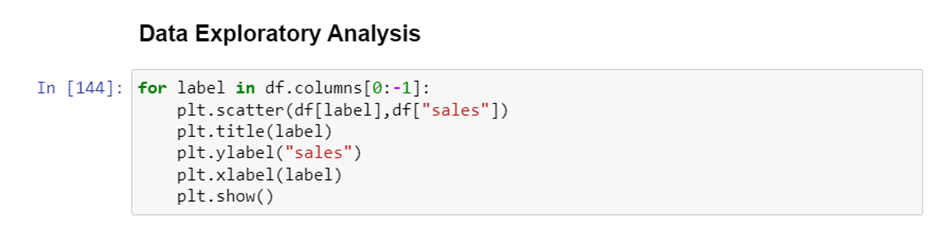 Data Exploratory Analysis
In [144]: for label in df.columns[0:-1]:
    plt.scatter(df[label],df["sales"])
    plt.title(label)
    plt.ylabel("sales")
    plt.xlabel(label)
    plt.show()